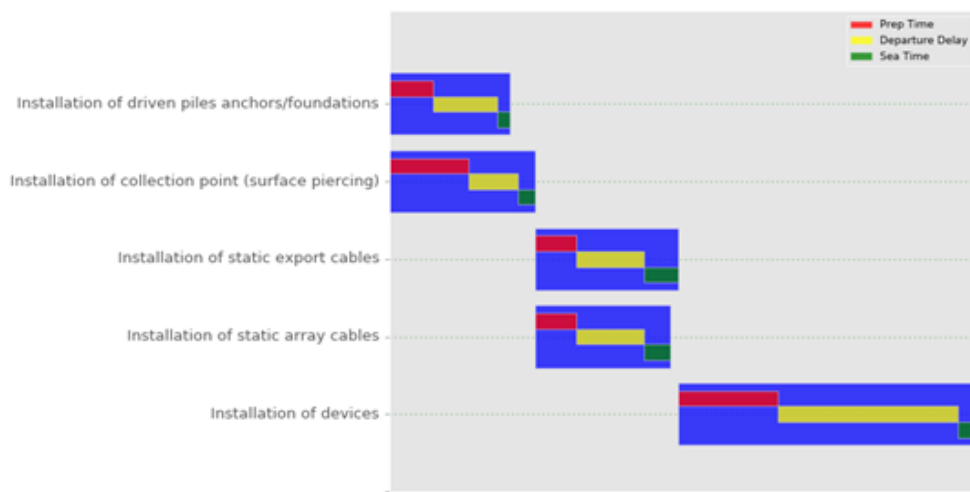 Prep Time
Departure Delay
Sea Time
Installation of driven piles anchors/foundations
Installation of collection point (surface piercing)
Installation of static export cables
Installation of static array cables
Installation of devices